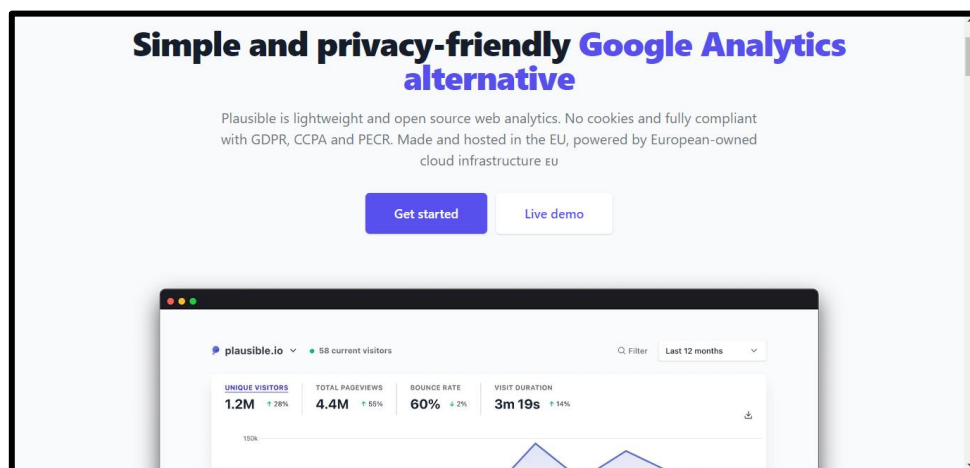 Simple and privacy-friendly Google Analytics
alternative
Plausible is lightweight and open source web analytics. No cookies and fully compliant
with GDPR, CCPA and PECR. Made and hosted in the EU, powered by European-owned
cloud infrastructure EU
Get started Live demo
plausible.io 58 current visitors Filter Last 12 months
UNIQUE VISITORS TOTAL PAGEVIEWS BOUNCE RATE VISIT DURATION
1.2M ↑ 28% 4.4M ↑ 55% 60% ↓ 2% 3m 19s ↑ 14%
150k